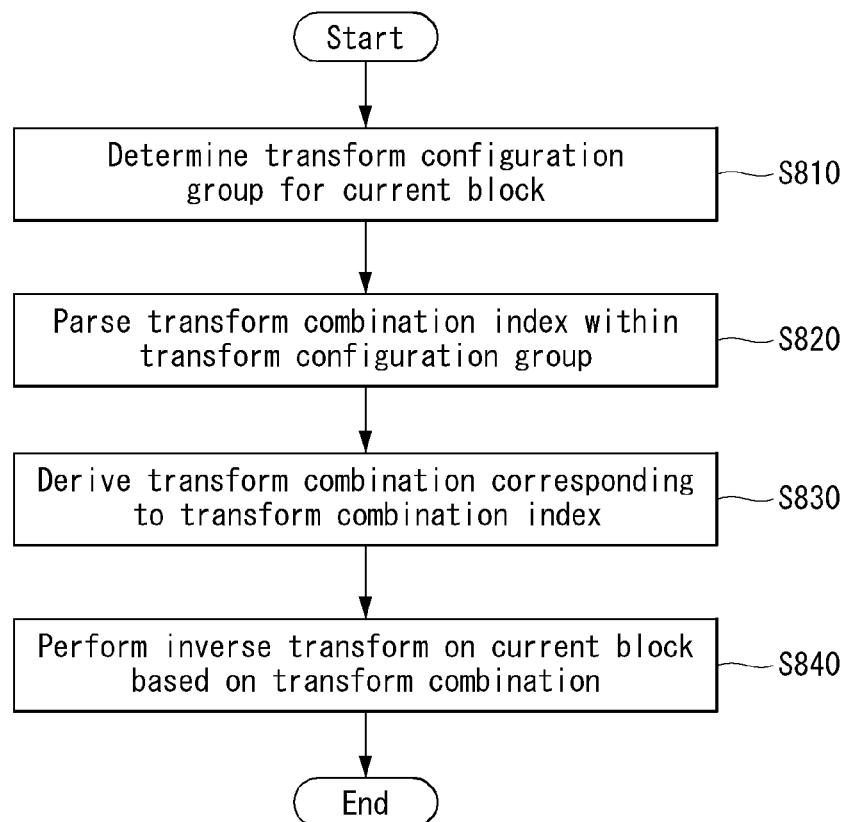 Start
Determine transform configuration
group for current block
S810
Parse transform combination index within
transform configuration group
S820
Derive transform combination corresponding
to transform combination index
S830
Perform inverse transform on current block
based on transform combination
S840
End